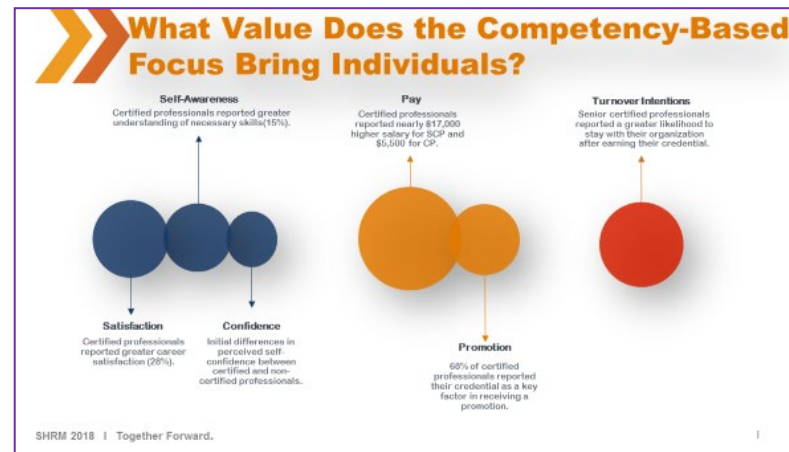 What Value Does the Competency-Based
Focus Bring Individuals?
Self-Awareness
Certified professionals reported greater
understanding of necessary skills(15%).
Pay
Certified professionals
reported nearly $17,000
higher salary for SCP and
$5,500 for CP.
Turnover Intentions
Senior certified professionals
reported a greater likelihood to
stay with their organization
after earning their credential.
Satisfaction
Certified professionals
reported greater career
satisfaction (28%).
Confidence
Initial differences in
perceived self-
confidence between
certified and non-
certified professionals.
Promotion
68% of certified
professionals reported
their credential as a key
factor in receiving a
promotion.
SHRM 2018 I Together Forward.
I